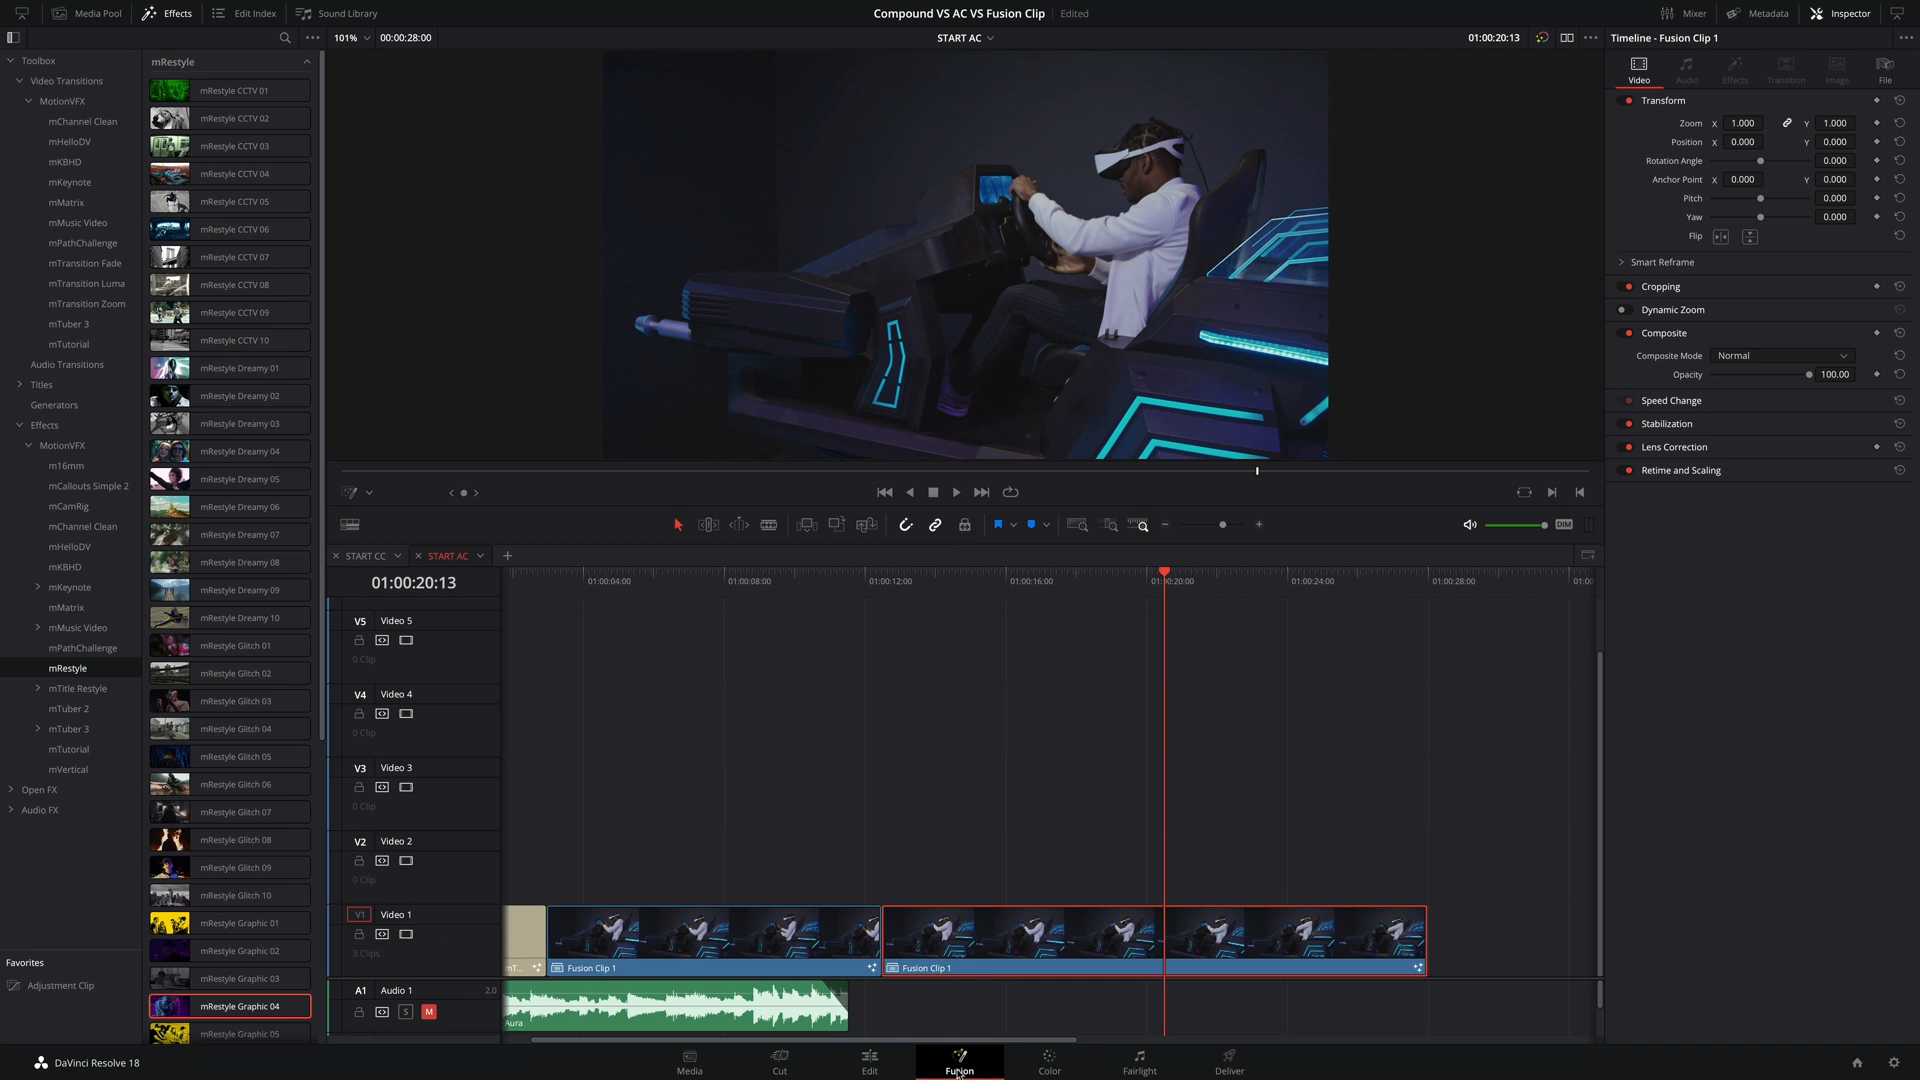 Media Pool
Effects
Edit Index
Sound Library
Compound VS AC VS Fusion Clip
Edited
Mixer
Metadata
Inspector
101%
00:00:28:00
START AC
01:00:20:13
Timeline - Fusion Clip 1
Toolbox
Video Transitions
MotionVFX
mChannel Clean
mHelloDV
mKBHD
mKeynote
mMatrix
mMusic Video
mPathChallenge
mTransition Fade
mTransition Luma
mTransition Zoom
mTuber 3
mTutorial
Audio Transitions
Titles
Generators
Effects
MotionVFX
m16mm
mCallouts Simple 2
mCamRig
mChannel Clean
mHelloDV
mKBHD
mKeynote
mMatrix
mMusic Video
mPathChallenge
mRestyle
mTitle Restyle
mTuber 2
mTuber 3
mTutorial
mVertical
Open FX
Audio FX
Favorites
Adjustment Clip
mRestyle
mRestyle CCTV 01
mRestyle CCTV 02
mRestyle CCTV 03
mRestyle CCTV 04
mRestyle CCTV 05
mRestyle CCTV 06
mRestyle CCTV 07
mRestyle CCTV 08
mRestyle CCTV 09
mRestyle CCTV 10
mRestyle Dreamy 01
mRestyle Dreamy 02
mRestyle Dreamy 03
mRestyle Dreamy 04
mRestyle Dreamy 05
mRestyle Dreamy 06
mRestyle Dreamy 07
mRestyle Dreamy 08
mRestyle Dreamy 09
mRestyle Dreamy 10
mRestyle Glitch 01
mRestyle Glitch 02
mRestyle Glitch 03
mRestyle Glitch 04
mRestyle Glitch 05
mRestyle Glitch 06
mRestyle Glitch 07
mRestyle Glitch 08
mRestyle Glitch 09
mRestyle Glitch 10
mRestyle Graphic 01
mRestyle Graphic 02
mRestyle Graphic 03
mRestyle Graphic 04
mRestyle Graphic 05
Video
Audio
Effects
Transition
Image
File
Transform
Zoom X 1.000 Y 1.000
Position X 0.000 Y 0.000
Rotation Angle 0.000
Anchor Point X 0.000 Y 0.000
Pitch 0.000
Yaw 0.000
Flip
Smart Reframe
Cropping
Dynamic Zoom
Composite
Composite Mode Normal
Opacity 100.00
Speed Change
Stabilization
Lens Correction
Retime and Scaling
DIM
START CC
START AC
01:00:20:13
01:00:04:00
01:00:08:00
01:00:12:00
01:00:16:00
01:00:20:00
01:00:24:00
01:00:28:00
01:00
V5 Video 5
0 Clip
V4 Video 4
0 Clip
V3 Video 3
0 Clip
V2 Video 2
0 Clip
V1 Video 1
3 Clips
mT...
Fusion Clip 1
Fusion Clip 1
A1 Audio 1 2.0
S M
Aura
DaVinci Resolve 18
Media
Cut
Edit
Fusion
Color
Fairlight
Deliver